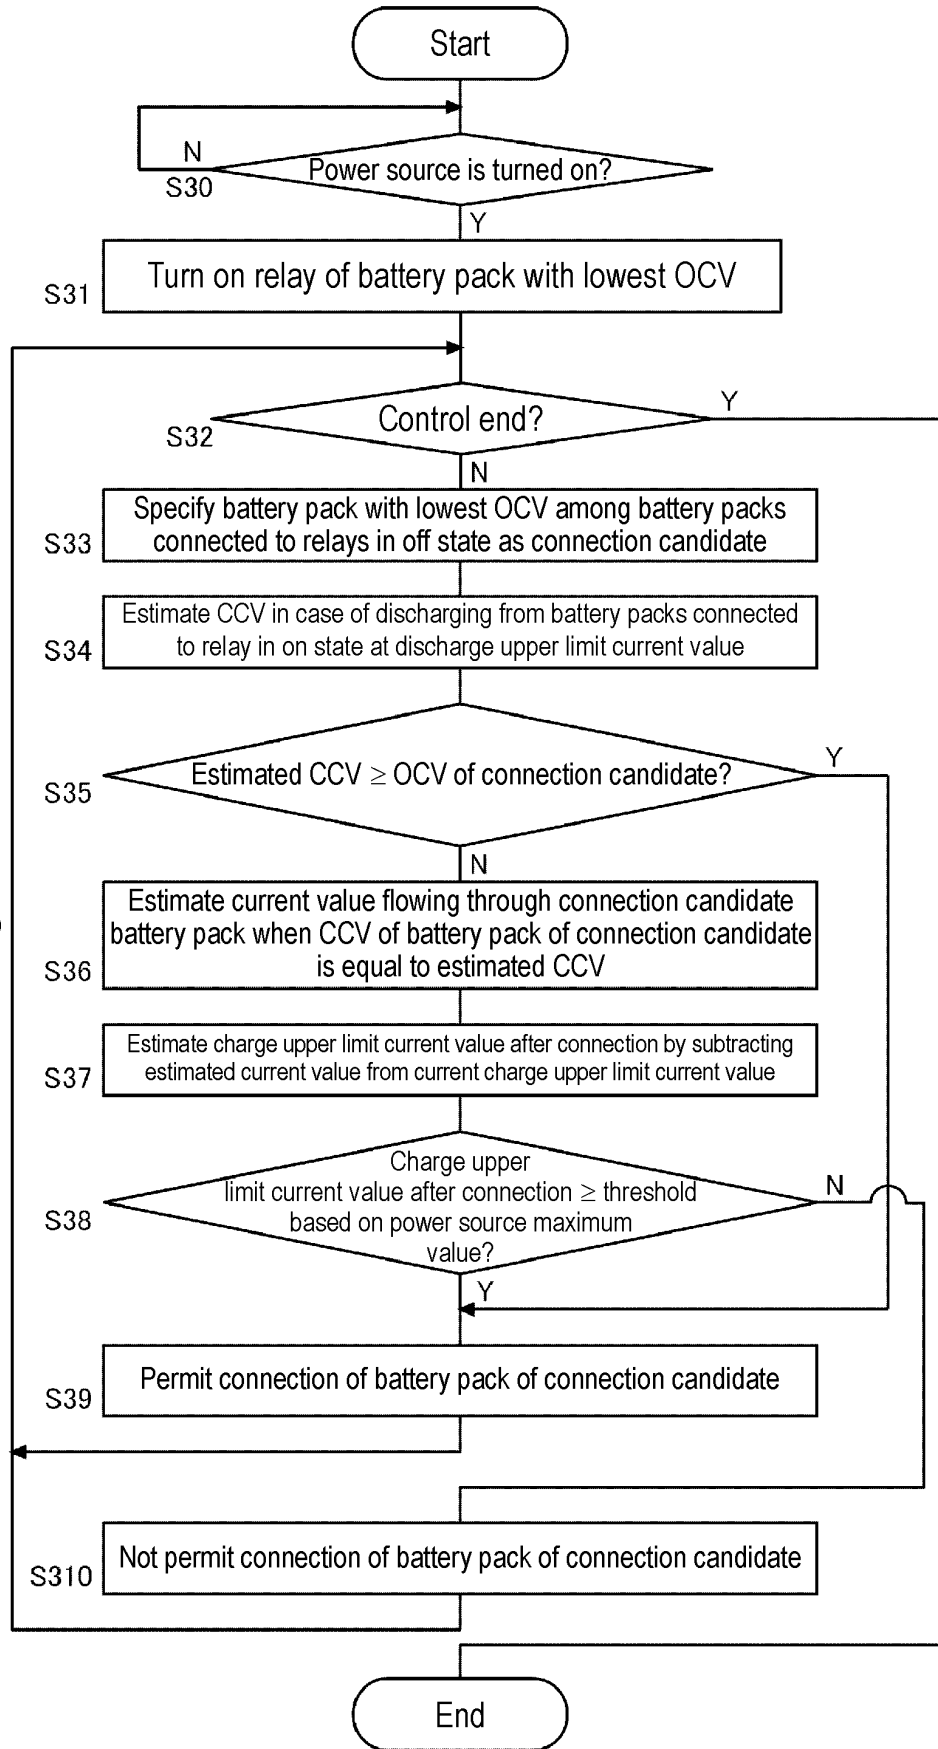 Start
N
S30
Power source is turned on?
Y
S31
Turn on relay of battery pack with lowest OCV
S32
Control end?
Y
N
S33
Specify battery pack with lowest OCV among battery packs
connected to relays in off state as connection candidate
S34
Estimate CCV in case of discharging from battery packs connected
to relay in on state at discharge upper limit current value
S35
Estimated CCV ≥ OCV of connection candidate?
Y
N
S36
Estimate current value flowing through connection candidate
battery pack when CCV of battery pack of connection candidate
is equal to estimated CCV
S37
Estimate charge upper limit current value after connection by subtracting
estimated current value from current charge upper limit current value
S38
Charge upper
limit current value after connection ≥ threshold
based on power source maximum
value?
N
Y
S39
Permit connection of battery pack of connection candidate
S310
Not permit connection of battery pack of connection candidate
End